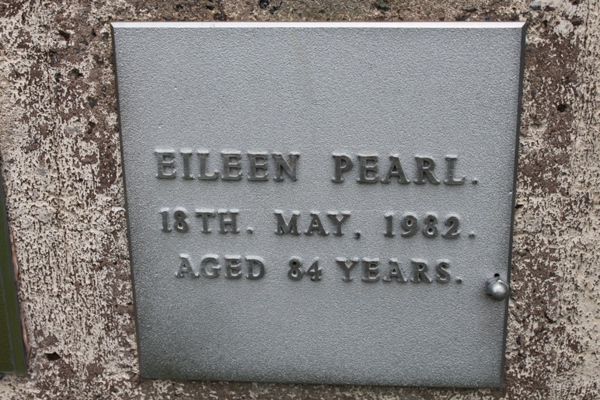 EILEEN PEARL.
18TH. MAY, 1982.
AGED 84 YEARS.